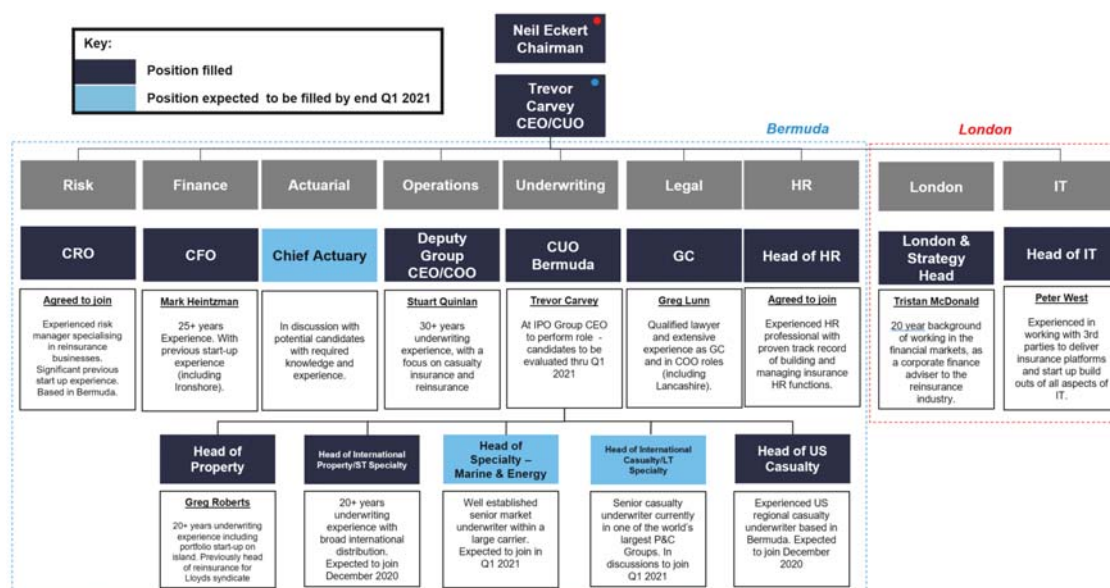 Key:
Position filled
Position expected to be filled by end Q1 2021
Neil Eckert
Chairman
Trevor
Carvey
CEO/CUO
Bermuda
London
Risk
Finance
Actuarial
Operations
Underwriting
Legal
HR
London
IT
CRO
CFO
Chief Actuary
Deputy
Group
CEO/COO
CUO
Bermuda
GC
Head of HR
London &
Strategy
Head
Head of IT
Agreed to join
Experienced risk
manager specialising
in reinsurance
businesses.
Significant previous
start up experience.
Based in Bermuda.
Mark Heintzman
25+ years
Experience. With
previous start-up
experience
(including
Ironshore).
In discussion with
potential candidates
with required
knowledge and
experience.
Stuart Quinlan
30+ years
underwriting
experience, with a
focus on casualty
insurance and
reinsurance
Trevor Carvey
At IPO Group CEO
to perform role -
candidates to be
evaluated thru Q1
2021
Greg Lunn
Qualified lawyer
and extensive
experience as GC
and in COO roles
(including
Lancashire).
Agreed to join
Experienced HR
professional with
proven track record
of building and
managing insurance
HR functions.
Tristan McDonald
20 year background
of working in the
financial markets, as
a corporate finance
adviser to the
reinsurance
industry.
Peter West
Experienced in
working with 3rd
parties to deliver
insurance platforms
and start up build
outs of all aspects of
IT.
Head of
Property
Head of International
Property/ST Specialty
Head of
Specialty –
Marine & Energy
Head of International
Casualty/LT
Specialty
Head of US
Casualty
Greg Roberts
20+ years underwriting
experience including
portfolio start-up on
island. Previously head
of reinsurance for
Lloyds syndicate
20+ years
underwriting
experience with
broad international
distribution.
Expected to join
December 2020
Well established
senior market
underwriter within a
large carrier.
Expected to join in
Q1 2021
Senior casualty
underwriter currently
in one of the world's
largest P&C
Groups. In
discussions to join
Q1 2021
Experienced US
regional casualty
underwriter based in
Bermuda. Expected
to join December
2020